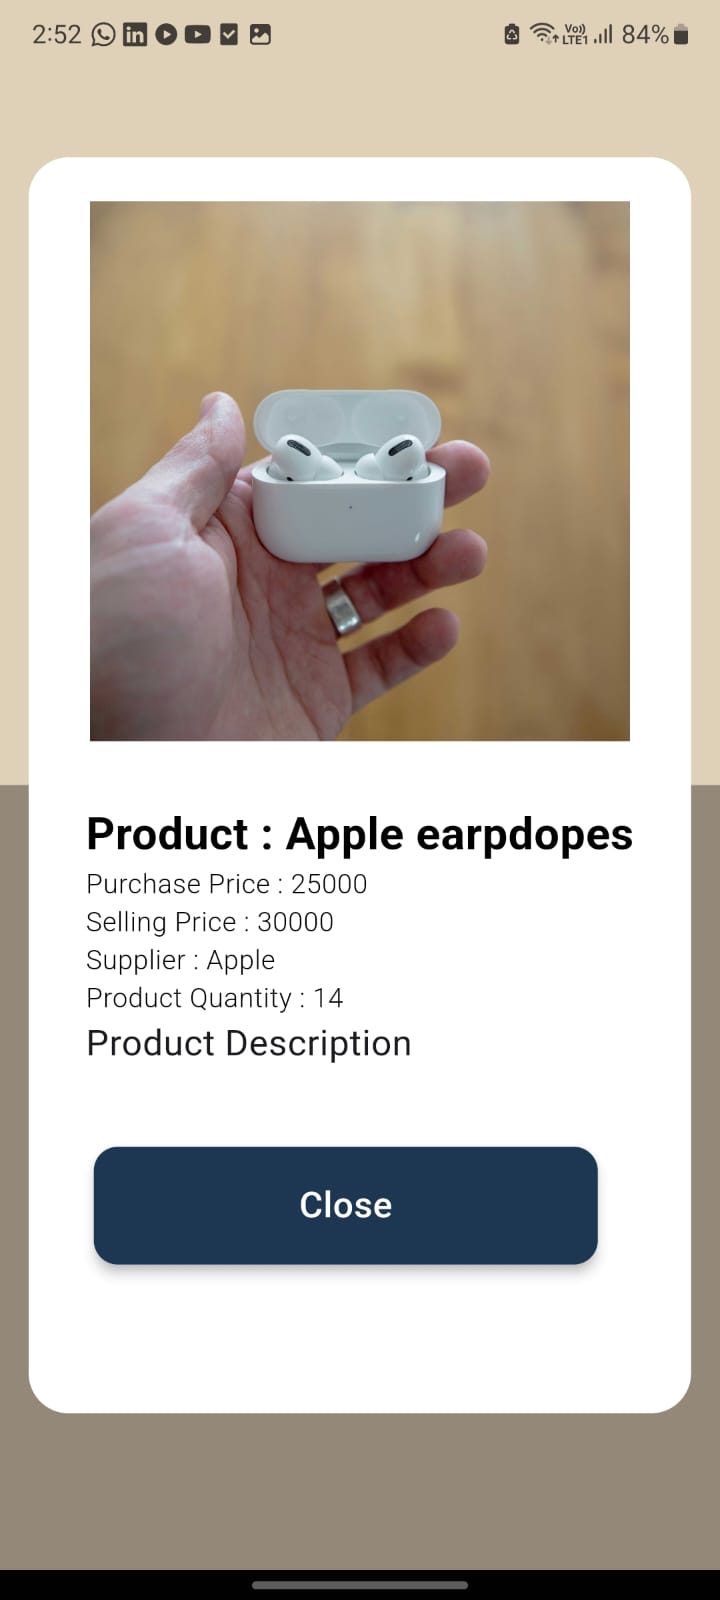 2:52 84%
Vo))
LTE1
Product : Apple earpdopes
Purchase Price : 25000
Selling Price : 30000
Supplier : Apple
Product Quantity : 14
Product Description
Close